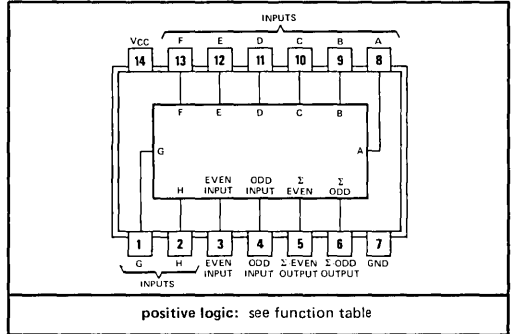 INPUTS
VCC F E D C B A
14 13 12 11 10 9 8
F E D C B
G A
EVEN ODD Σ Σ
H INPUT INPUT EVEN ODD
1 2 3 4 5 6 7
G H EVEN ODD Σ-EVEN Σ-ODD GND
INPUT INPUT OUTPUT OUTPUT
INPUTS
positive logic: see function table